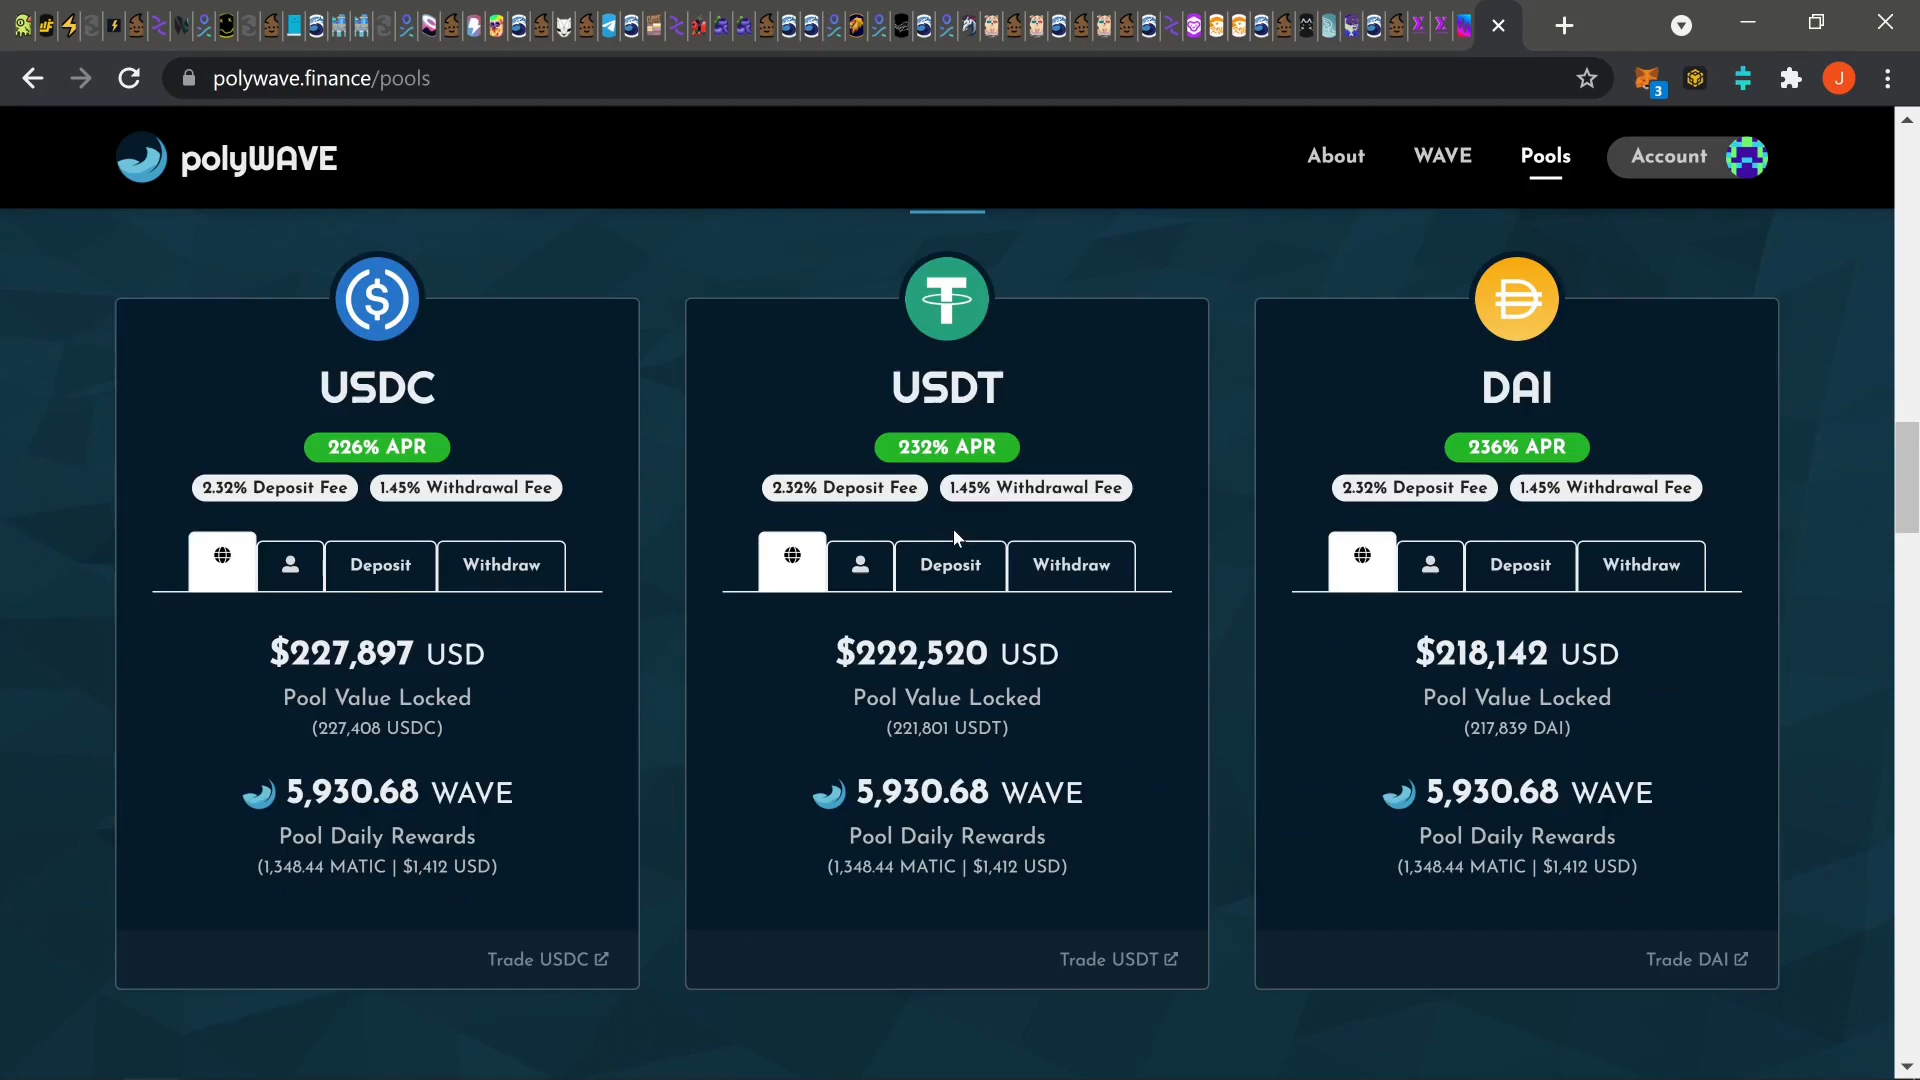 polywave.finance/pools
3
J
polyWAVE
About
WAVE
Pools
Account
USDC
226% APR
2.32% Deposit Fee
1.45% Withdrawal Fee
Deposit
Withdraw
$227,897 USD
Pool Value Locked
(227,408 USDC)
5,930.68 WAVE
Pool Daily Rewards
(1,348.44 MATIC | $1,412 USD)
Trade USDC
USDT
232% APR
2.32% Deposit Fee
1.45% Withdrawal Fee
Deposit
Withdraw
$222,520 USD
Pool Value Locked
(221,801 USDT)
5,930.68 WAVE
Pool Daily Rewards
(1,348.44 MATIC | $1,412 USD)
Trade USDT
DAI
236% APR
2.32% Deposit Fee
1.45% Withdrawal Fee
Deposit
Withdraw
$218,142 USD
Pool Value Locked
(217,839 DAI)
5,930.68 WAVE
Pool Daily Rewards
(1,348.44 MATIC | $1,412 USD)
Trade DAI